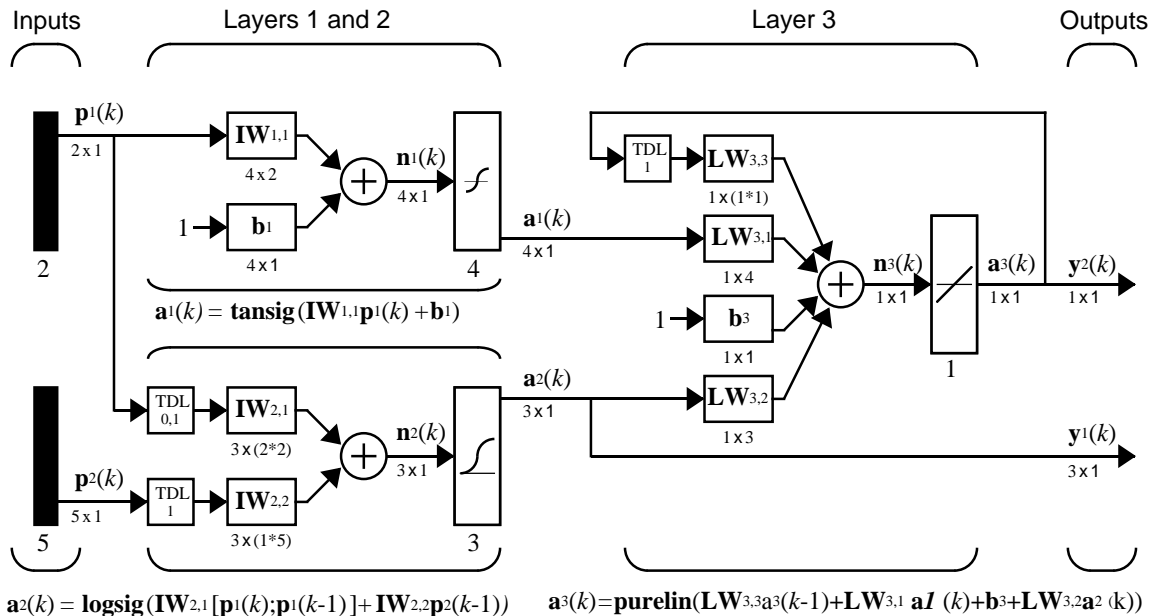 Inputs
Layers 1 and 2
Layer 3
Outputs
p1(k)
2 x 1
2
IW1,1
4 x 2
1
b1
4 x 1
n1(k)
4 x 1
4
a1(k) = tansig (IW1,1p1(k) +b1)
a1(k)
4 x 1
TDL
1
LW3,3
1 x (1*1)
LW3,1
1 x 4
1
b3
1 x 1
LW3,2
1 x 3
n3(k)
1 x 1
1
a3(k)
1 x 1
y2(k)
1 x 1
p2(k)
5 x 1
5
TDL
0,1
IW2,1
3 x (2*2)
TDL
1
IW2,2
3 x (1*5)
n2(k)
3 x 1
3
a2(k)
3 x 1
y1(k)
3 x 1
a2(k) = logsig (IW2,1 [p1(k);p1(k-1) ]+ IW2,2p2(k-1))
a3(k)=purelin(LW3,3a3(k-1)+LW3,1 a1 (k)+b3+LW3,2a2 (k))